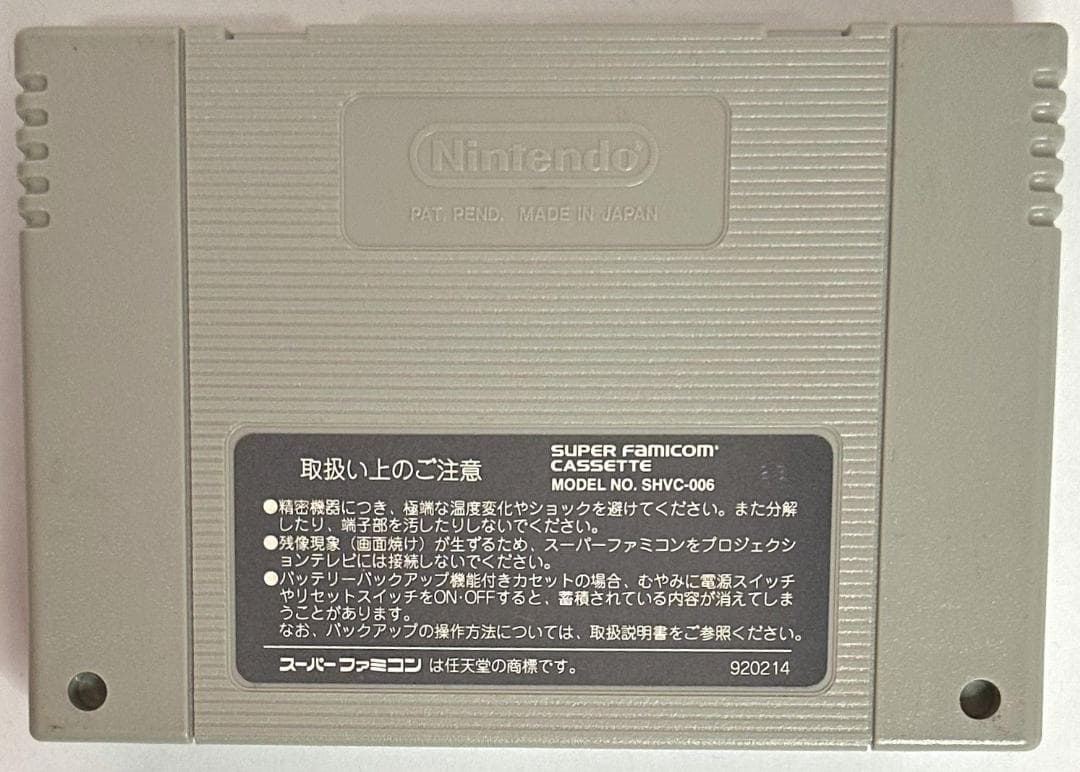 Nintendo®
PAT. PEND. MADE IN JAPAN
取扱い上のご注意
SUPER FAMICOM®
CASSETTE
MODEL NO. SHVC-006
●精密機器につき、極端な温度変化やショックを避けてください。また分解
したり、端子部を汚したりしないでください。
●残像現象（画面焼け）が生ずるため、スーパーファミコンをプロジェクシ
ョンテレビには接続しないでください。
●バッテリーバックアップ機能付きカセットの場合、むやみに電源スイッチ
やリセットスイッチをON·OFFすると、蓄積されている内容が消えてしま
うことがあります。
なお、バックアップの操作方法については、取扱説明書をご参照ください。
スーパーファミコン は任天堂の商標です。
920214